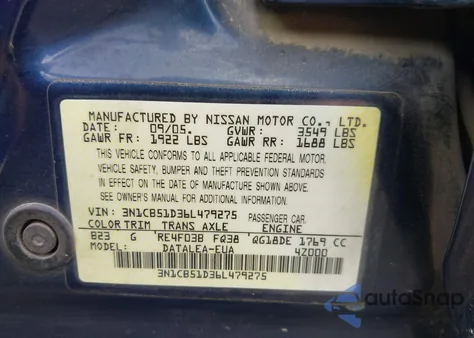 MANUFACTURED BY NISSAN MOTOR CO., LTD.
DATE: 09/05. GVWR: 3549 LBS
GAWR FR: 1922 LBS GAWR RR: 1688 LBS
THIS VEHICLE CONFORMS TO ALL APPLICABLE FEDERAL MOTOR
VEHICLE SAFETY, BUMPER AND THEFT PREVENTION STANDARDS
IN EFFECT ON THE DATE OF MANUFACTURE SHOWN ABOVE.
SEE OWNER'S MANUAL FOR ADDITIONAL INFORMATION.
VIN: 3N1CB51D36L479275 PASSENGER CAR.
COLOR TRIM TRANS AXLE ENGINE
B23 G RE4F03B FQ38 QG18DE 1769 CC
MODEL: DATALEA-EUA 4Z000
3N1CB51D36L479275
autoSnap